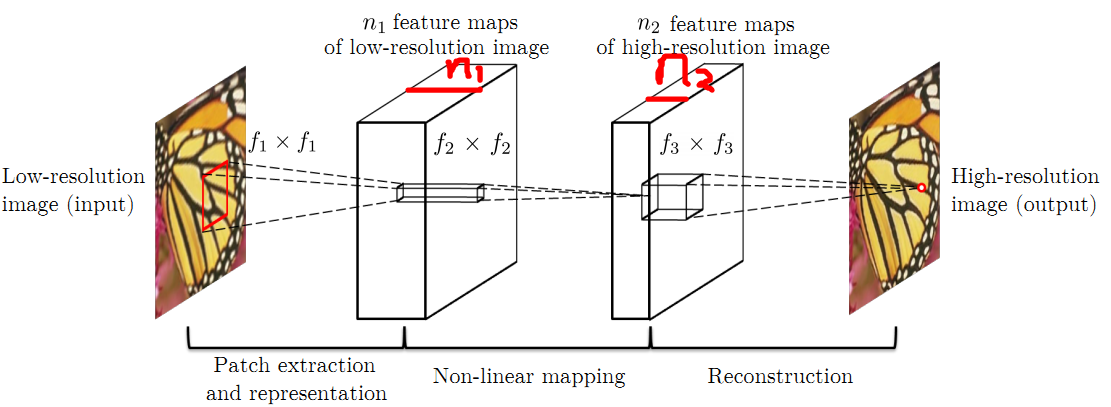 n₁ feature maps
of low-resolution image
n₂ feature maps
of high-resolution image
n₁
n₂
f₁ × f₁
f₂ × f₂
f₃ × f₃
Low-resolution
image (input)
High-resolution
image (output)
Patch extraction
and representation
Non-linear mapping
Reconstruction